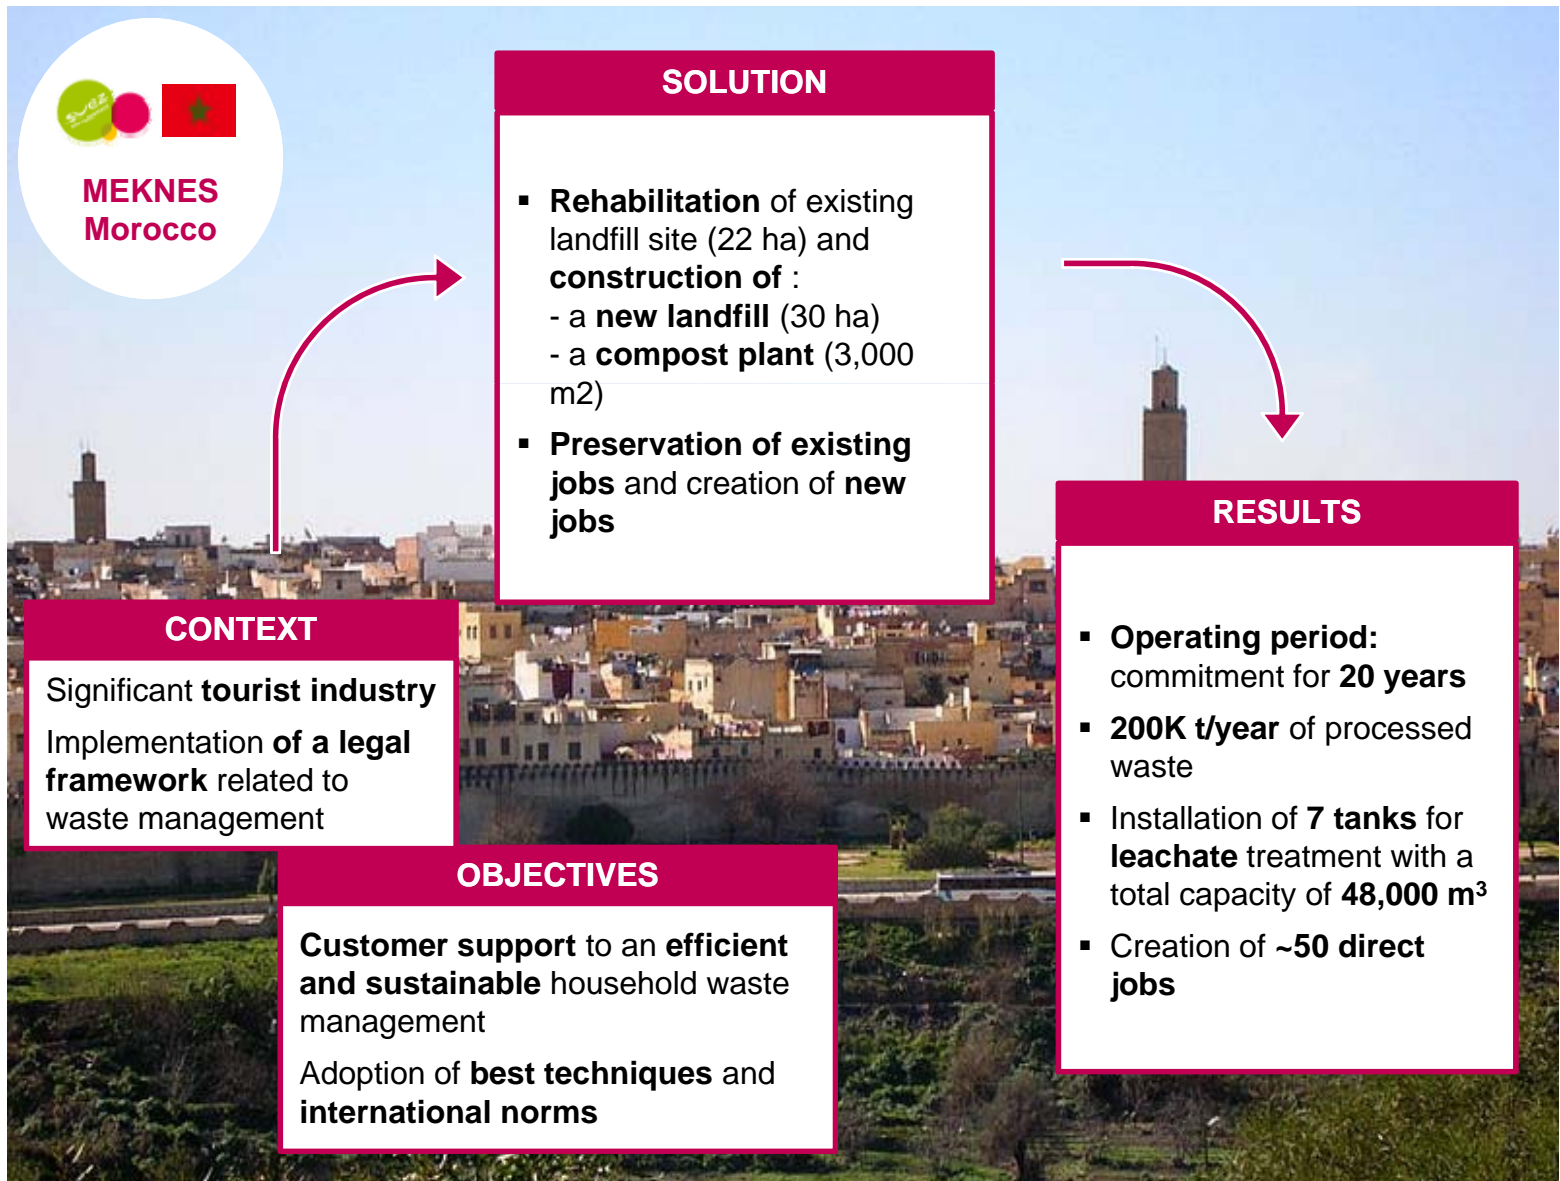 suez
MEKNES
Morocco
SOLUTION
▪ Rehabilitation of existing
landfill site (22 ha) and
construction of :
- a new landfill (30 ha)
- a compost plant (3,000
m2)
▪ Preservation of existing
jobs and creation of new
jobs
CONTEXT
Significant tourist industry
Implementation of a legal
framework related to
waste management
OBJECTIVES
Customer support to an efficient
and sustainable household waste
management
Adoption of best techniques and
international norms
RESULTS
▪ Operating period:
commitment for 20 years
▪ 200K t/year of processed
waste
▪ Installation of 7 tanks for
leachate treatment with a
total capacity of 48,000 m³
▪ Creation of ~50 direct
jobs